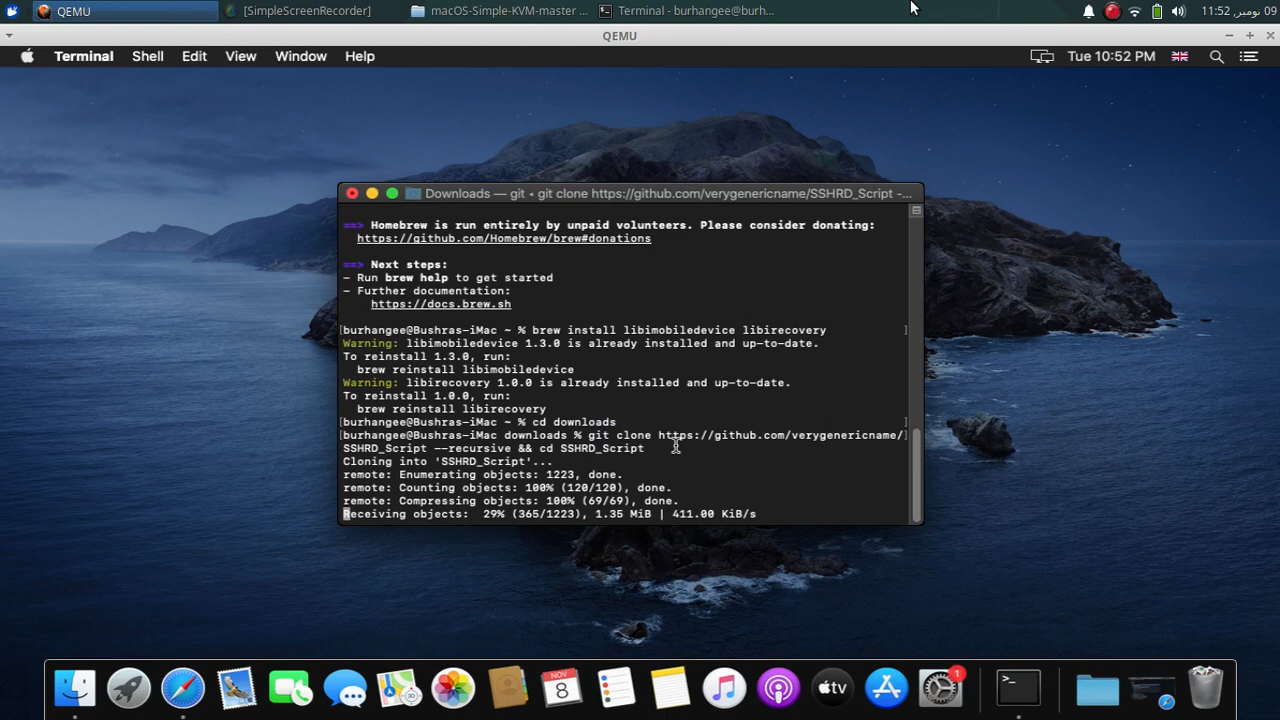 QEMU
[SimpleScreenRecorder]
macOS-Simple-KVM-master ...
Terminal - burhangee@burh...
09 نومبر, 11:52
QEMU
Terminal Shell Edit View Window Help
Tue 10:52 PM
Downloads — git ◂ git clone https://github.com/verygenericname/SSHRD_Script -...
==> Homebrew is run entirely by unpaid volunteers. Please consider donating:
https://github.com/Homebrew/brew#donations
==> Next steps:
- Run brew help to get started
- Further documentation:
https://docs.brew.sh
[burhangee@Bushras-iMac ~ % brew install libimobiledevice libirecovery ]
Warning: libimobiledevice 1.3.0 is already installed and up-to-date.
To reinstall 1.3.0, run:
brew reinstall libimobiledevice
Warning: libirecovery 1.0.0 is already installed and up-to-date.
To reinstall 1.0.0, run:
brew reinstall libirecovery
[burhangee@Bushras-iMac ~ % cd downloads ]
[burhangee@Bushras-iMac downloads % git clone https://github.com/verygenericname/]
SSHRD_Script --recursive && cd SSHRD_Script
Cloning into 'SSHRD_Script'...
remote: Enumerating objects: 1223, done.
remote: Counting objects: 100% (120/120), done.
remote: Compressing objects: 100% (69/69), done.
Receiving objects: 29% (365/1223), 1.35 MiB | 411.00 KiB/s
NOV
8
tv
1
>_